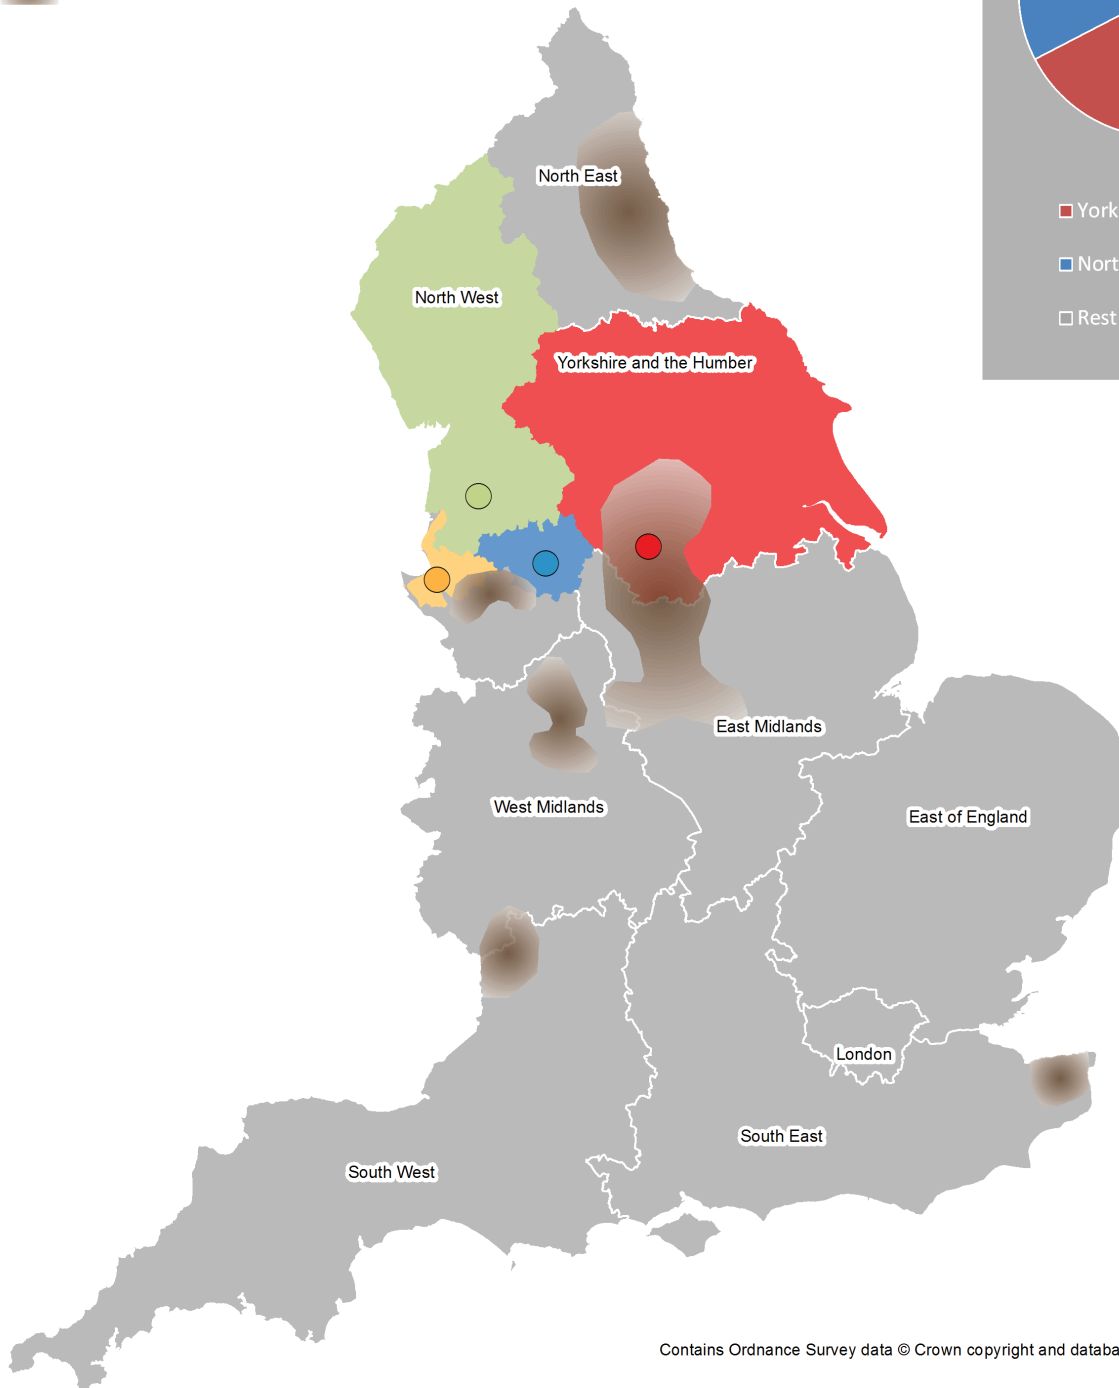 North East
York
Nort
North West
Rest
Yorkshire and the Humber
East Midlands
West Midlands
East of England
London
South East
South West
Contains Ordnance Survey data © Crown copyright and databa